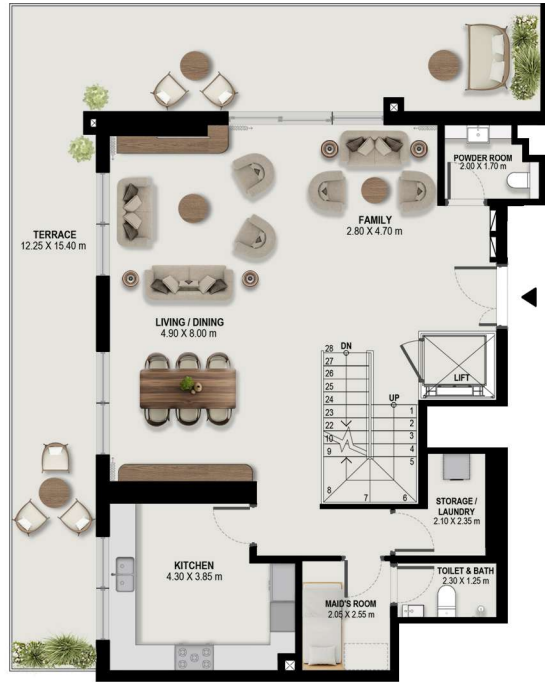 POWDER ROOM
2.00 X 1.70 m
FAMILY
2.80 X 4.70 m
TERRACE
12.25 X 15.40 m
LIVING / DINING
4.90 X 8.00 m
28 DN
27
26
25
24
23
22
10
9
8
7
6
UP
1
2
3
4
5
LIFT
STORAGE /
LAUNDRY
2.10 X 2.35 m
KITCHEN
4.30 X 3.85 m
TOILET & BATH
2.30 X 1.25 m
MAID'S ROOM
2.05 X 2.55 m